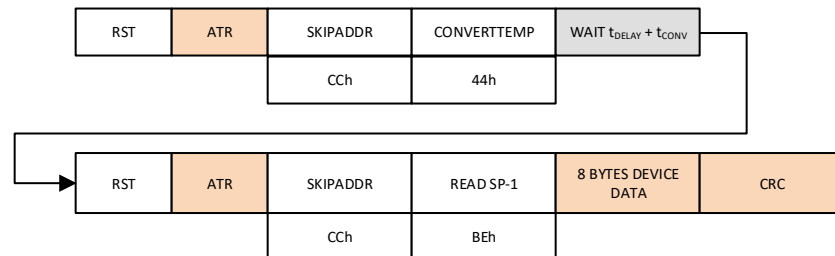 RST ATR SKIPADDR CONVERTTEMP WAIT tDELAY + tCONV
CCh 44h
RST ATR SKIPADDR READ SP-1 8 BYTES DEVICE DATA CRC
CCh BEh